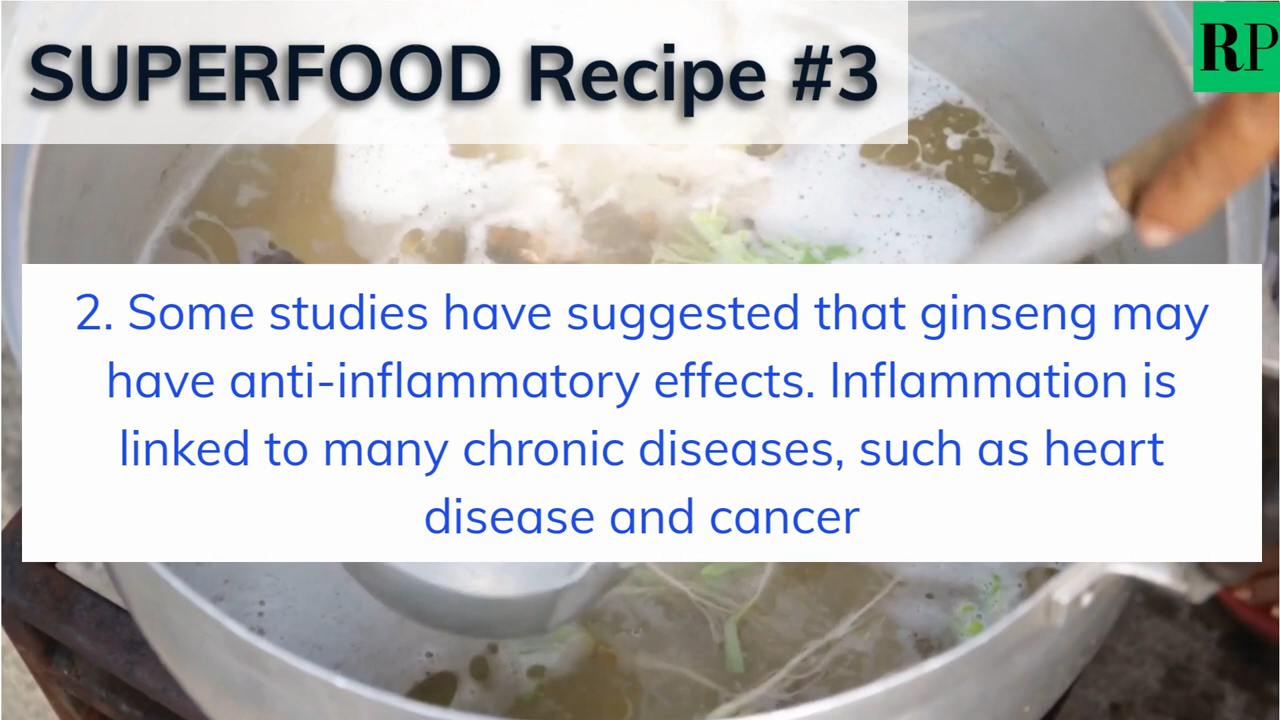 SUPERFOOD Recipe #3
RP
2. Some studies have suggested that ginseng may
have anti-inflammatory effects. Inflammation is
linked to many chronic diseases, such as heart
disease and cancer